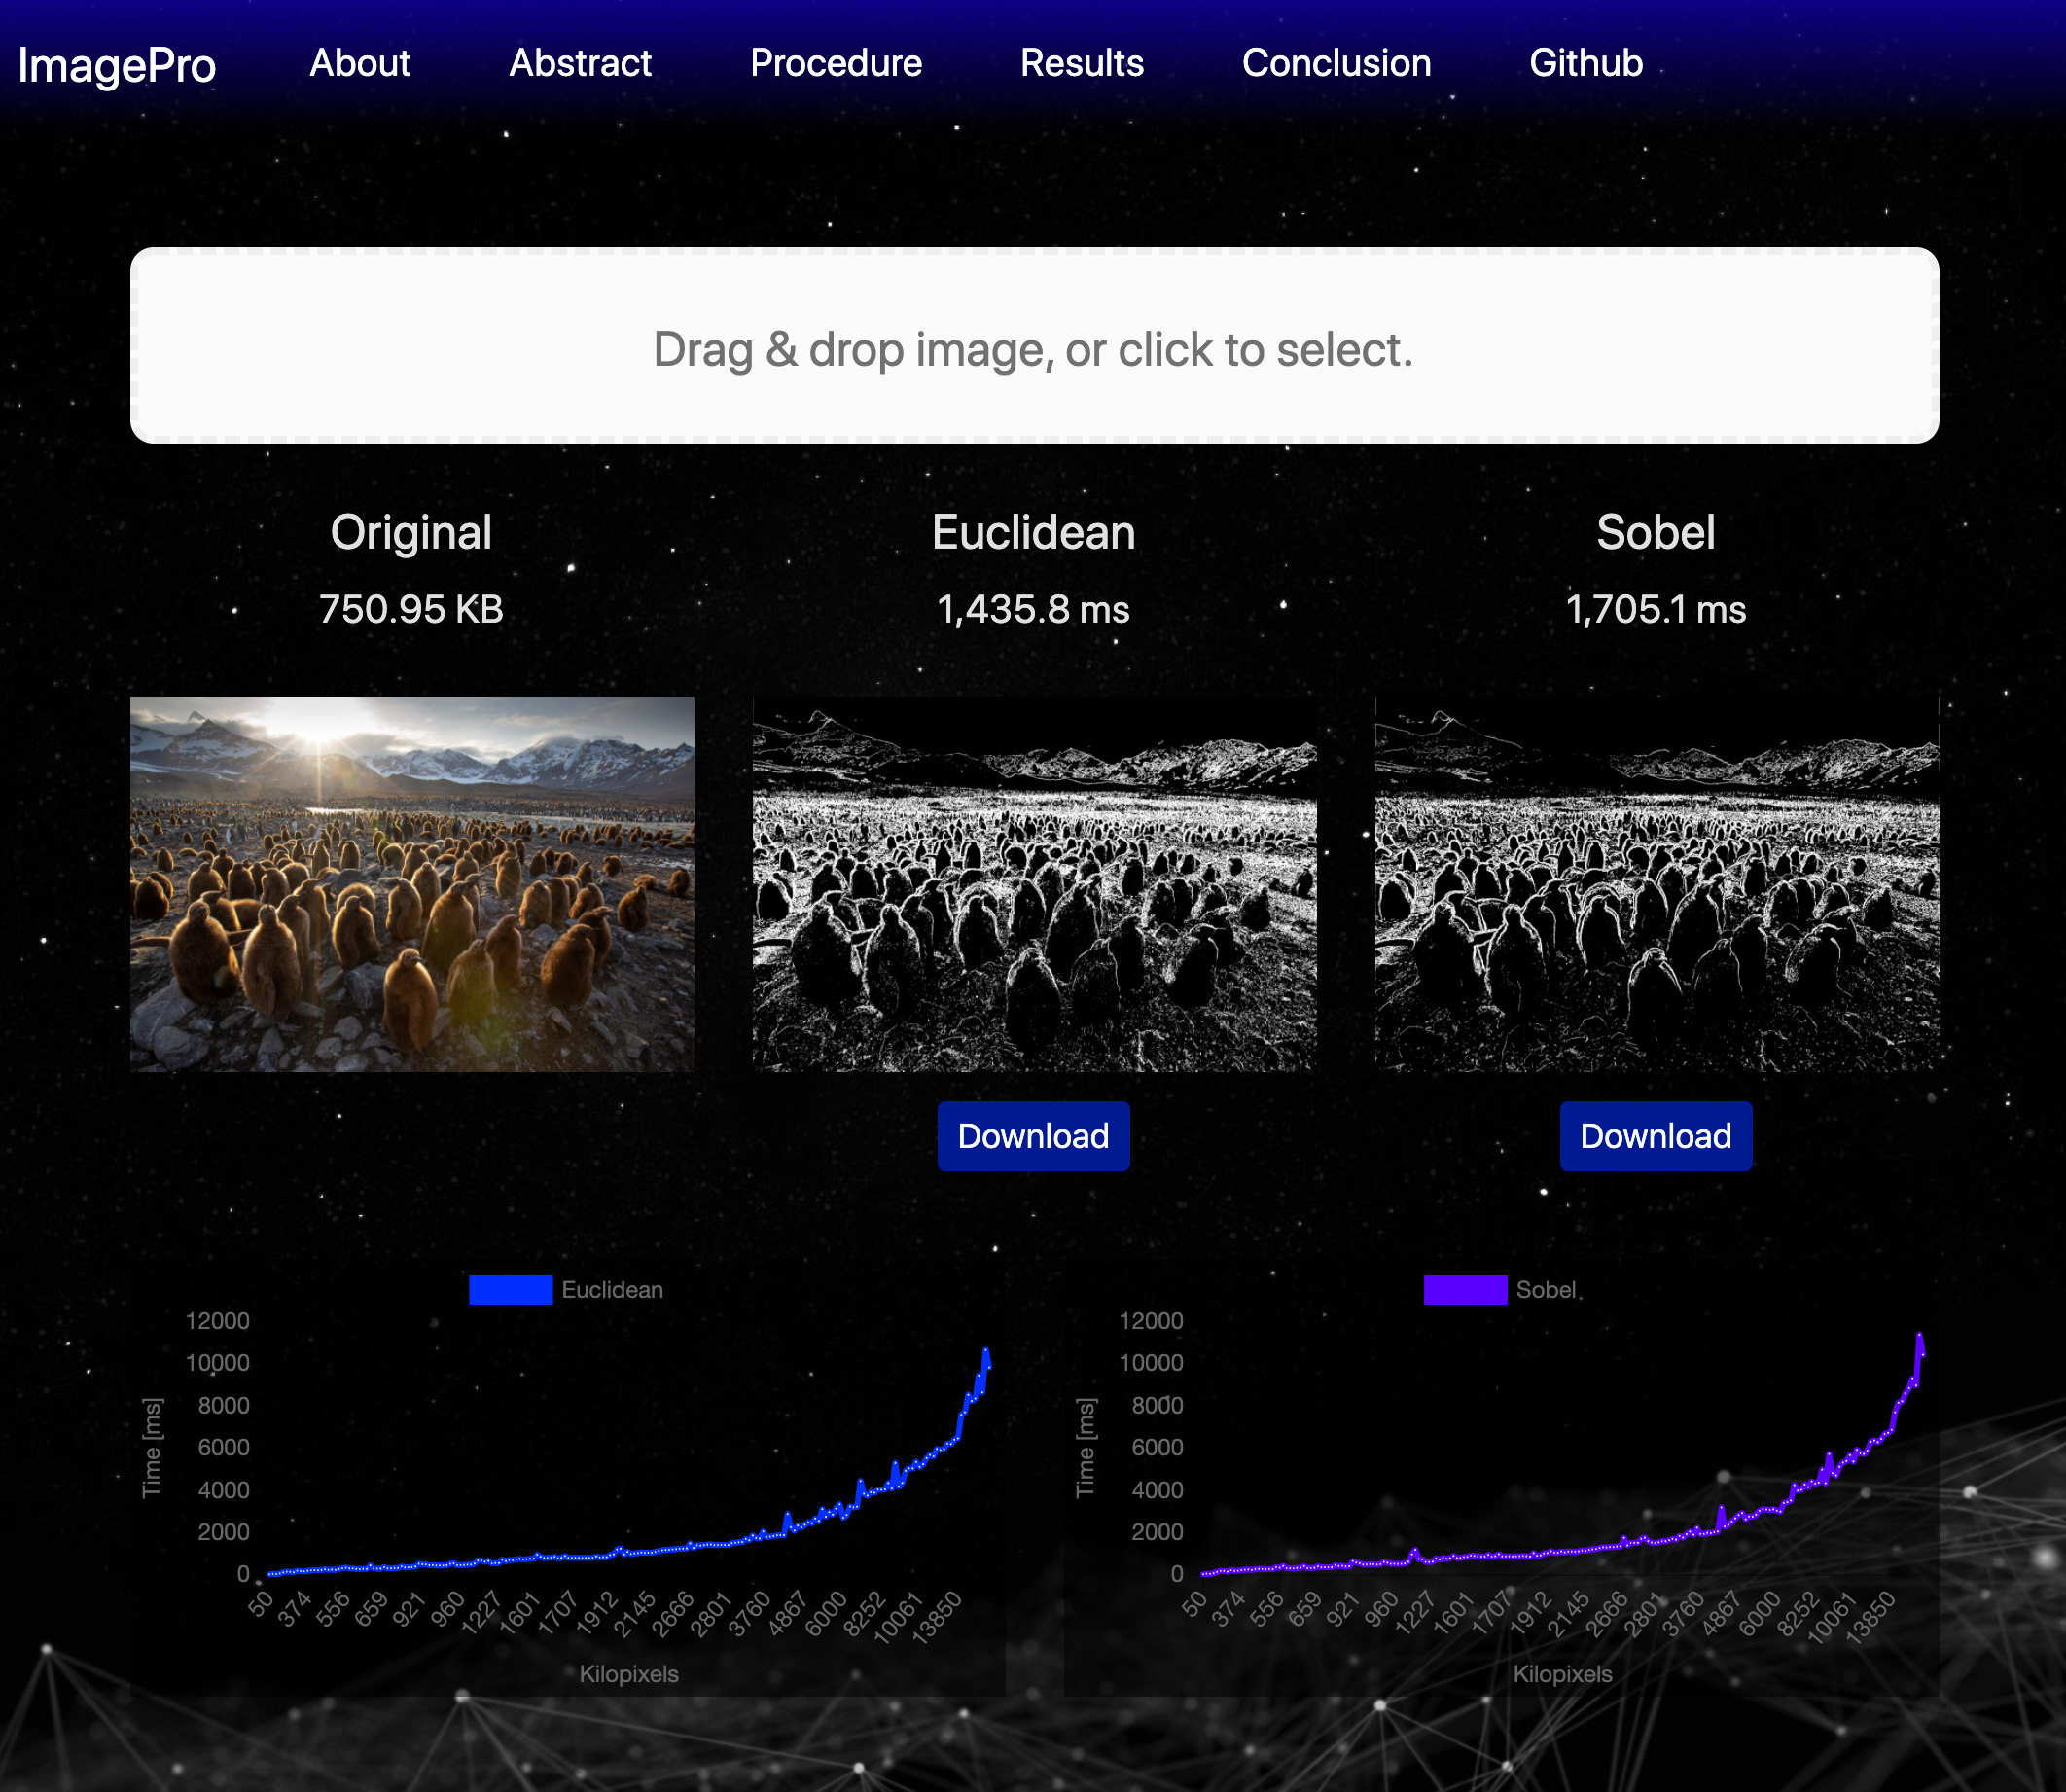 ImagePro About Abstract Procedure Results Conclusion Github
Drag & drop image, or click to select.
Original
750.95 KB
Euclidean
1,435.8 ms
Sobel
1,705.1 ms
Download
Download
Euclidean
Time [ms]
12000
10000
8000
6000
4000
2000
0
50 374 556 659 921 960 1227 1601 1707 1912 2145 2666 2801 3760 4867 6000 8252 10061 13850
Kilopixels
Sobel
Time [ms]
12000
10000
8000
6000
4000
2000
0
50 374 556 659 921 960 1227 1601 1707 1912 2145 2666 2801 3760 4867 6000 8252 10061 13850
Kilopixels